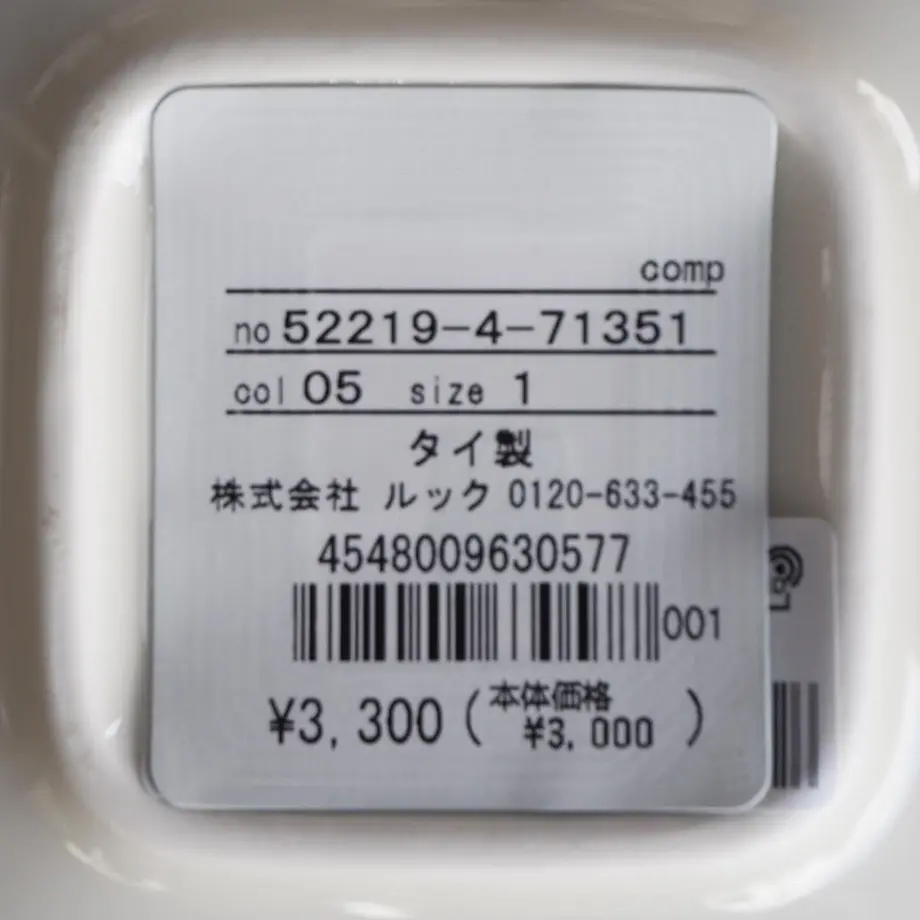 comp
no 52219-4-71351
col 05 size 1
タイ製
株式会社 ルック 0120-633-455
4548009630577
001
¥3,300(本体価格 ¥3,000)